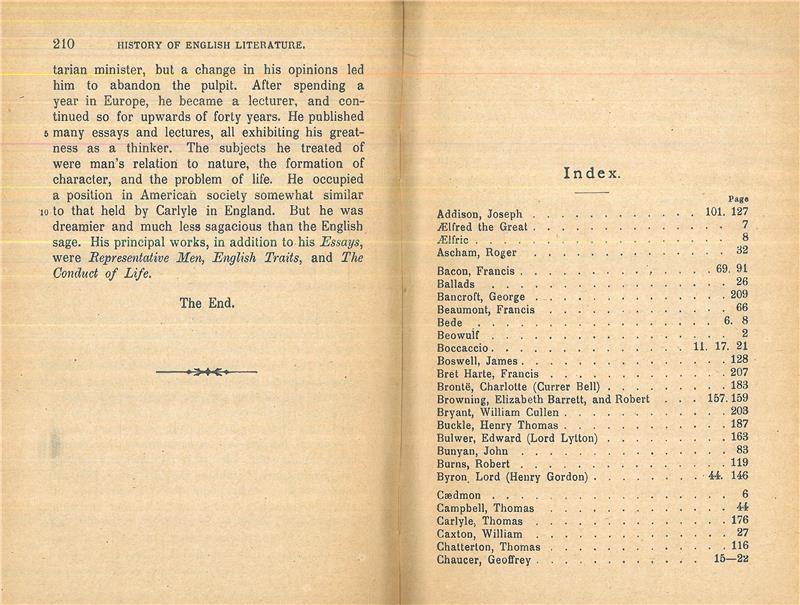 210 HISTORY OF ENGLISH LITERATURE.
tarian minister, but a change in his opinions led
him to abandon the pulpit. After spending a
year in Europe, he became a lecturer, and con-
tinued so for upwards of forty years. He published
5 many essays and lectures, all exhibiting his great-
ness as a thinker. The subjects he treated of
were man's relation to nature, the formation of
character, and the problem of life. He occupied
a position in American society somewhat similar
10 to that held by Carlyle in England. But he was
dreamier and much less sagacious than the English
sage. His principal works, in addition to his Essays,
were Representative Men, English Traits, and The
Conduct of Life.
The End.
Index.
Page
Addison, Joseph . . . . . . . . . . . . 101. 127
Ælfred the Great . . . . . . . . . . . . 7
Ælfric . . . . . . . . . . . . 8
Ascham, Roger . . . . . . . . . . . . 32
Bacon, Francis . . . . . . . . . . . . 69. 91
Ballads . . . . . . . . . . . . 26
Bancroft, George . . . . . . . . . . . . 209
Beaumont, Francis . . . . . . . . . . . . 66
Bede . . . . . . . . . . . . 6. 8
Beowulf . . . . . . . . . . . . 2
Boccaccio . . . . . . . . . . . . 11. 17. 21
Boswell, James . . . . . . . . . . . . 128
Bret Harte, Francis . . . . . . . . . . . . 207
Brontë, Charlotte (Currer Bell) . . . . . . . . . 183
Browning, Elizabeth Barrett, and Robert . . . 157. 159
Bryant, William Cullen . . . . . . . . . . . . 203
Buckle, Henry Thomas . . . . . . . . . . . . 187
Bulwer, Edward (Lord Lytton) . . . . . . . . . 163
Bunyan, John . . . . . . . . . . . . 83
Burns, Robert . . . . . . . . . . . . 119
Byron, Lord (Henry Gordon) . . . . . . . . 44. 146
Cædmon . . . . . . . . . . . . 6
Campbell, Thomas . . . . . . . . . . . . 44
Carlyle, Thomas . . . . . . . . . . . . 176
Caxton, William . . . . . . . . . . . . 27
Chatterton, Thomas . . . . . . . . . . . . 116
Chaucer, Geoffrey . . . . . . . . . . . . 15—22